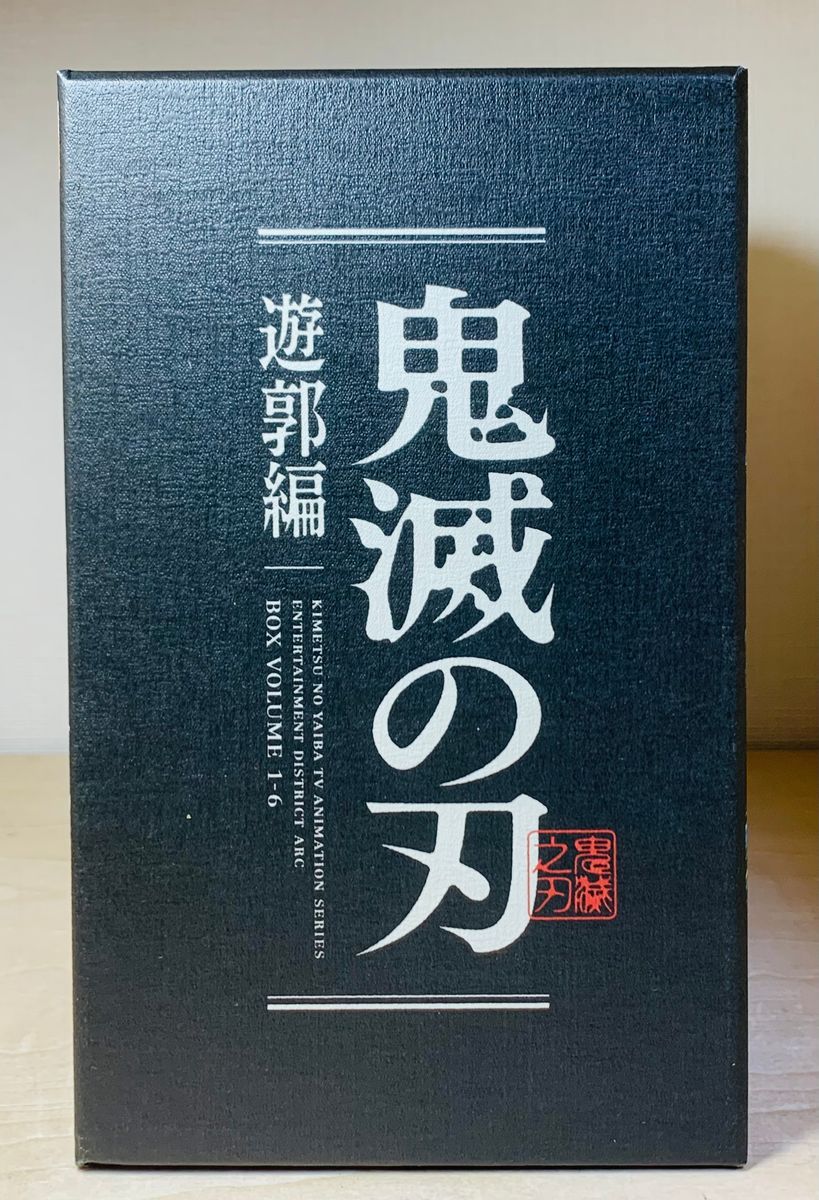 鬼滅の刃
鬼滅
之刃
遊郭編
KIMETSU NO YAIBA TV ANIMATION SERIES
ENTERTAINMENT DISTRICT ARC
BOX VOLUME 1-6